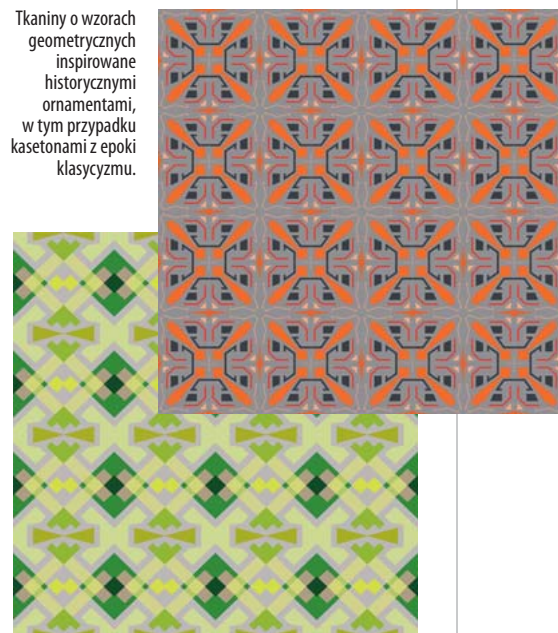 Tkaniny o wzorach
geometrycznych
inspirowane
historycznymi
ornamentami,
w tym przypadku
kasetonami z epoki
klasycyzmu.